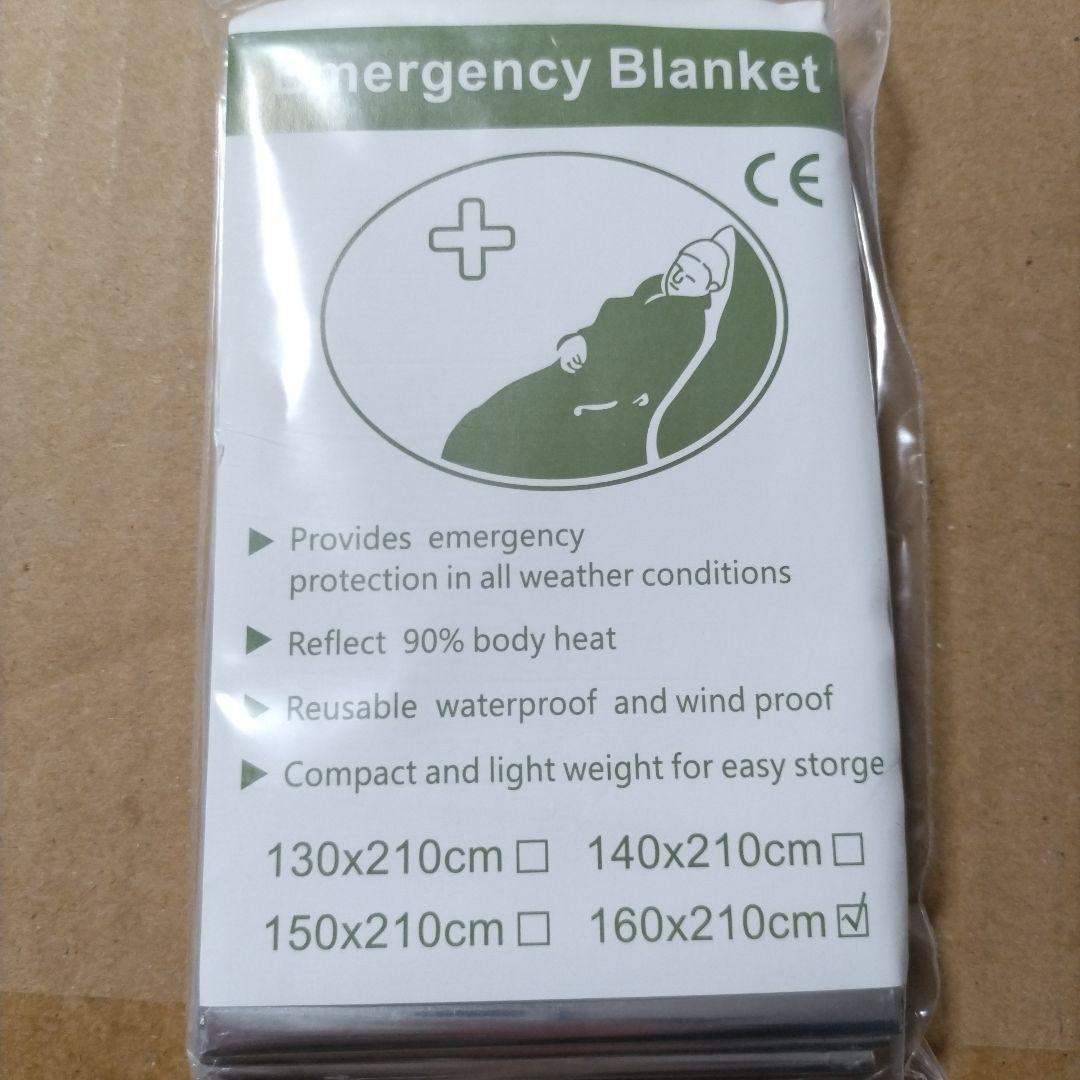 Emergency Blanket
CE
Provides emergency
protection in all weather conditions
Reflect 90% body heat
Reusable waterproof and wind proof
Compact and light weight for easy storge
130x210cm 140x210cm
150x210cm 160x210cm